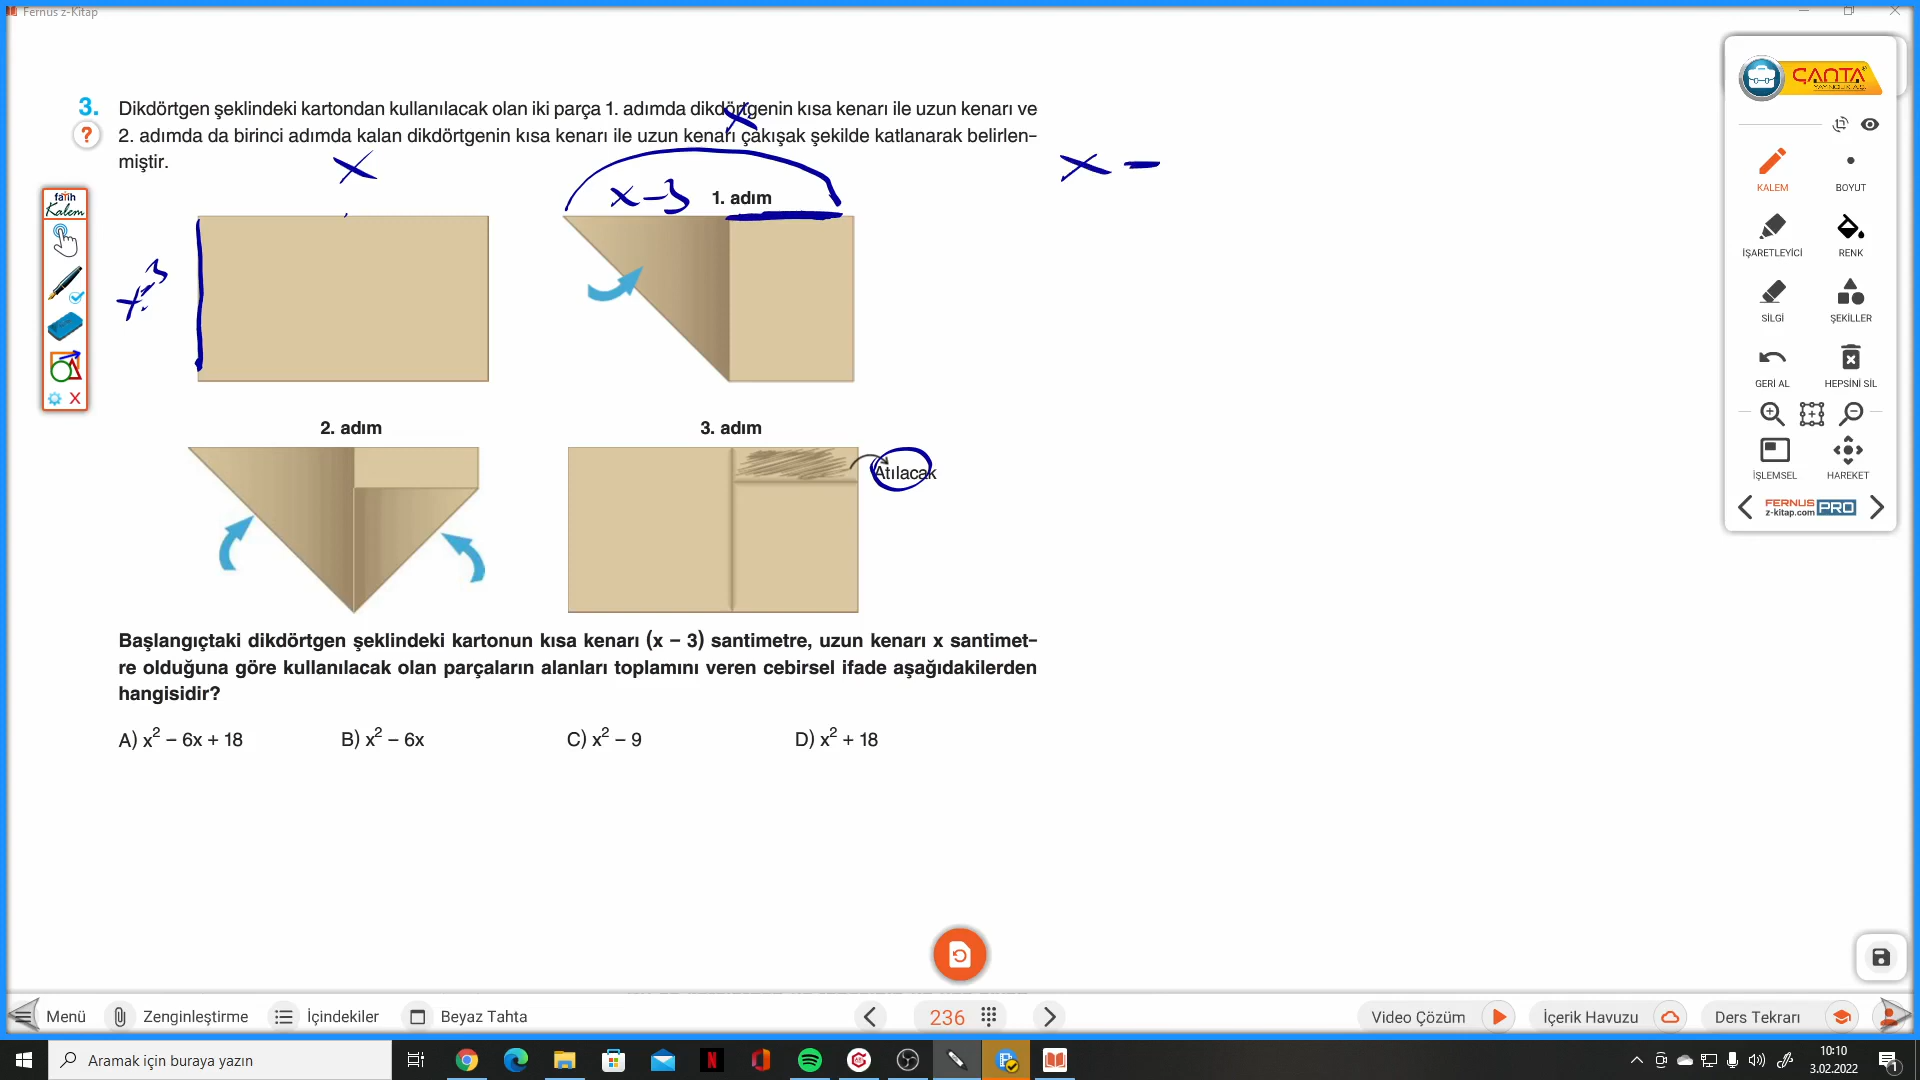 Fernus z-Kitap
3. Dikdörtgen şeklindeki kartondan kullanılacak olan iki parça 1. adımda dikdörtgenin kısa kenarı ile uzun kenarı ve
? 2. adımda da birinci adımda kalan dikdörtgenin kısa kenarı ile uzun kenarı çakışak şekilde katlanarak belirlen-
miştir.
x
x
x -
x-3
x-3
1. adım
2. adım
3. adım
Atılacak
Başlangıçtaki dikdörtgen şeklindeki kartonun kısa kenarı (x – 3) santimetre, uzun kenarı x santimet-
re olduğuna göre kullanılacak olan parçaların alanları toplamını veren cebirsel ifade aşağıdakilerden
hangisidir?
A) x² – 6x + 18
B) x² – 6x
C) x² – 9
D) x² + 18
fatih
Kalem
X
ÇANTA
YAYINCILIK A.Ş.
KALEM
BOYUT
İŞARETLEYİCİ
RENK
SİLGİ
ŞEKİLLER
GERİ AL
HEPSİNİ SİL
İŞLEMSEL
HAREKET
FERNUS
z-kitap.com
PRO
Menü
Zenginleştirme
İçindekiler
Beyaz Tahta
236
Video Çözüm
İçerik Havuzu
Ders Tekrarı
Aramak için buraya yazın
10:10
3.02.2022
1